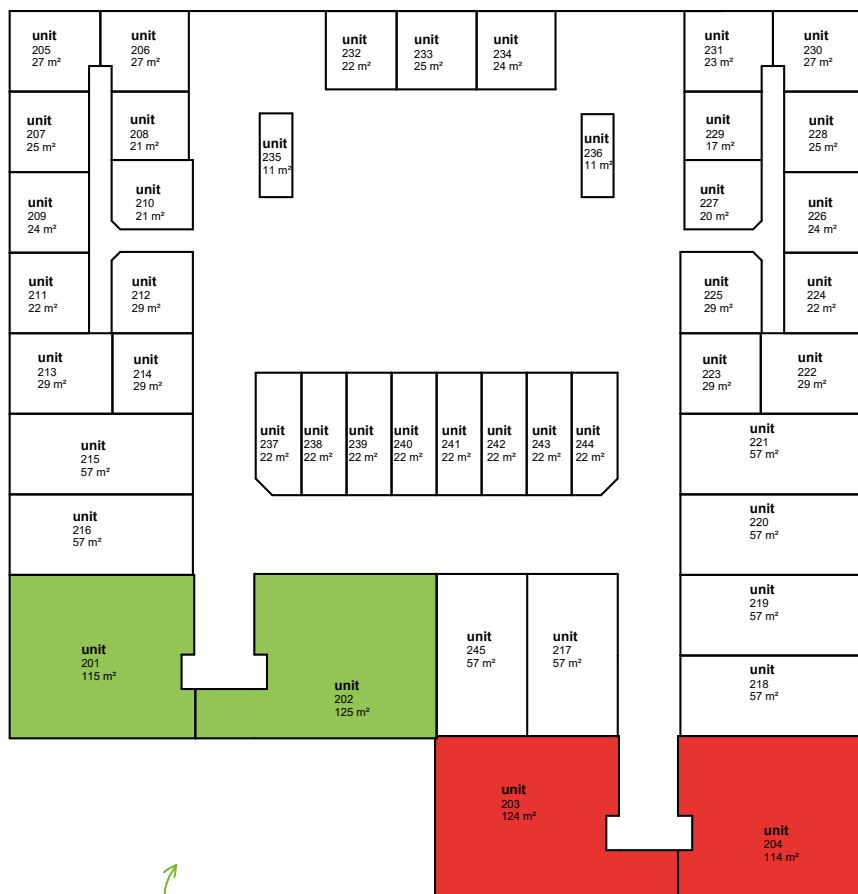 unit
205
27 m²
unit
206
27 m²
unit
232
22 m²
unit
233
25 m²
unit
234
24 m²
unit
231
23 m²
unit
230
27 m²
unit
207
25 m²
unit
208
21 m²
unit
235
11 m²
unit
236
11 m²
unit
229
17 m²
unit
228
25 m²
unit
209
24 m²
unit
210
21 m²
unit
227
20 m²
unit
226
24 m²
unit
211
22 m²
unit
212
29 m²
unit
225
29 m²
unit
224
22 m²
unit
213
29 m²
unit
214
29 m²
unit
223
29 m²
unit
222
29 m²
unit
215
57 m²
unit
237
22 m²
unit
238
22 m²
unit
239
22 m²
unit
240
22 m²
unit
241
22 m²
unit
242
22 m²
unit
243
22 m²
unit
244
22 m²
unit
221
57 m²
unit
216
57 m²
unit
220
57 m²
unit
219
57 m²
unit
201
115 m²
unit
202
125 m²
unit
245
57 m²
unit
217
57 m²
unit
218
57 m²
unit
203
124 m²
unit
204
114 m²